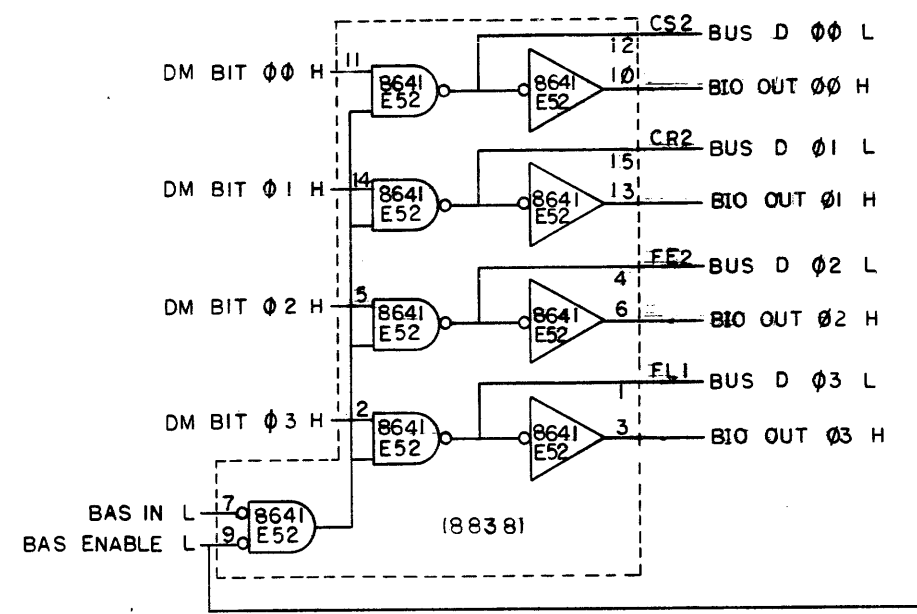 CS2 BUS D ØØ L
DM BIT ØØ H 11 8641 E52 12
8641 E52 1Ø BIO OUT ØØ H
CR2 BUS D Ø1 L
DM BIT Ø1 H 14 8641 E52 15
8641 E52 13 BIO OUT Ø1 H
FE2 BUS D Ø2 L
DM BIT Ø2 H 5 8641 E52 4
8641 E52 6 BIO OUT Ø2 H
FL1 BUS D Ø3 L
DM BIT Ø3 H 2 8641 E52 1
8641 E52 3 BIO OUT Ø3 H
BAS IN L 7 8641 E52
BAS ENABLE L 9
(8838)